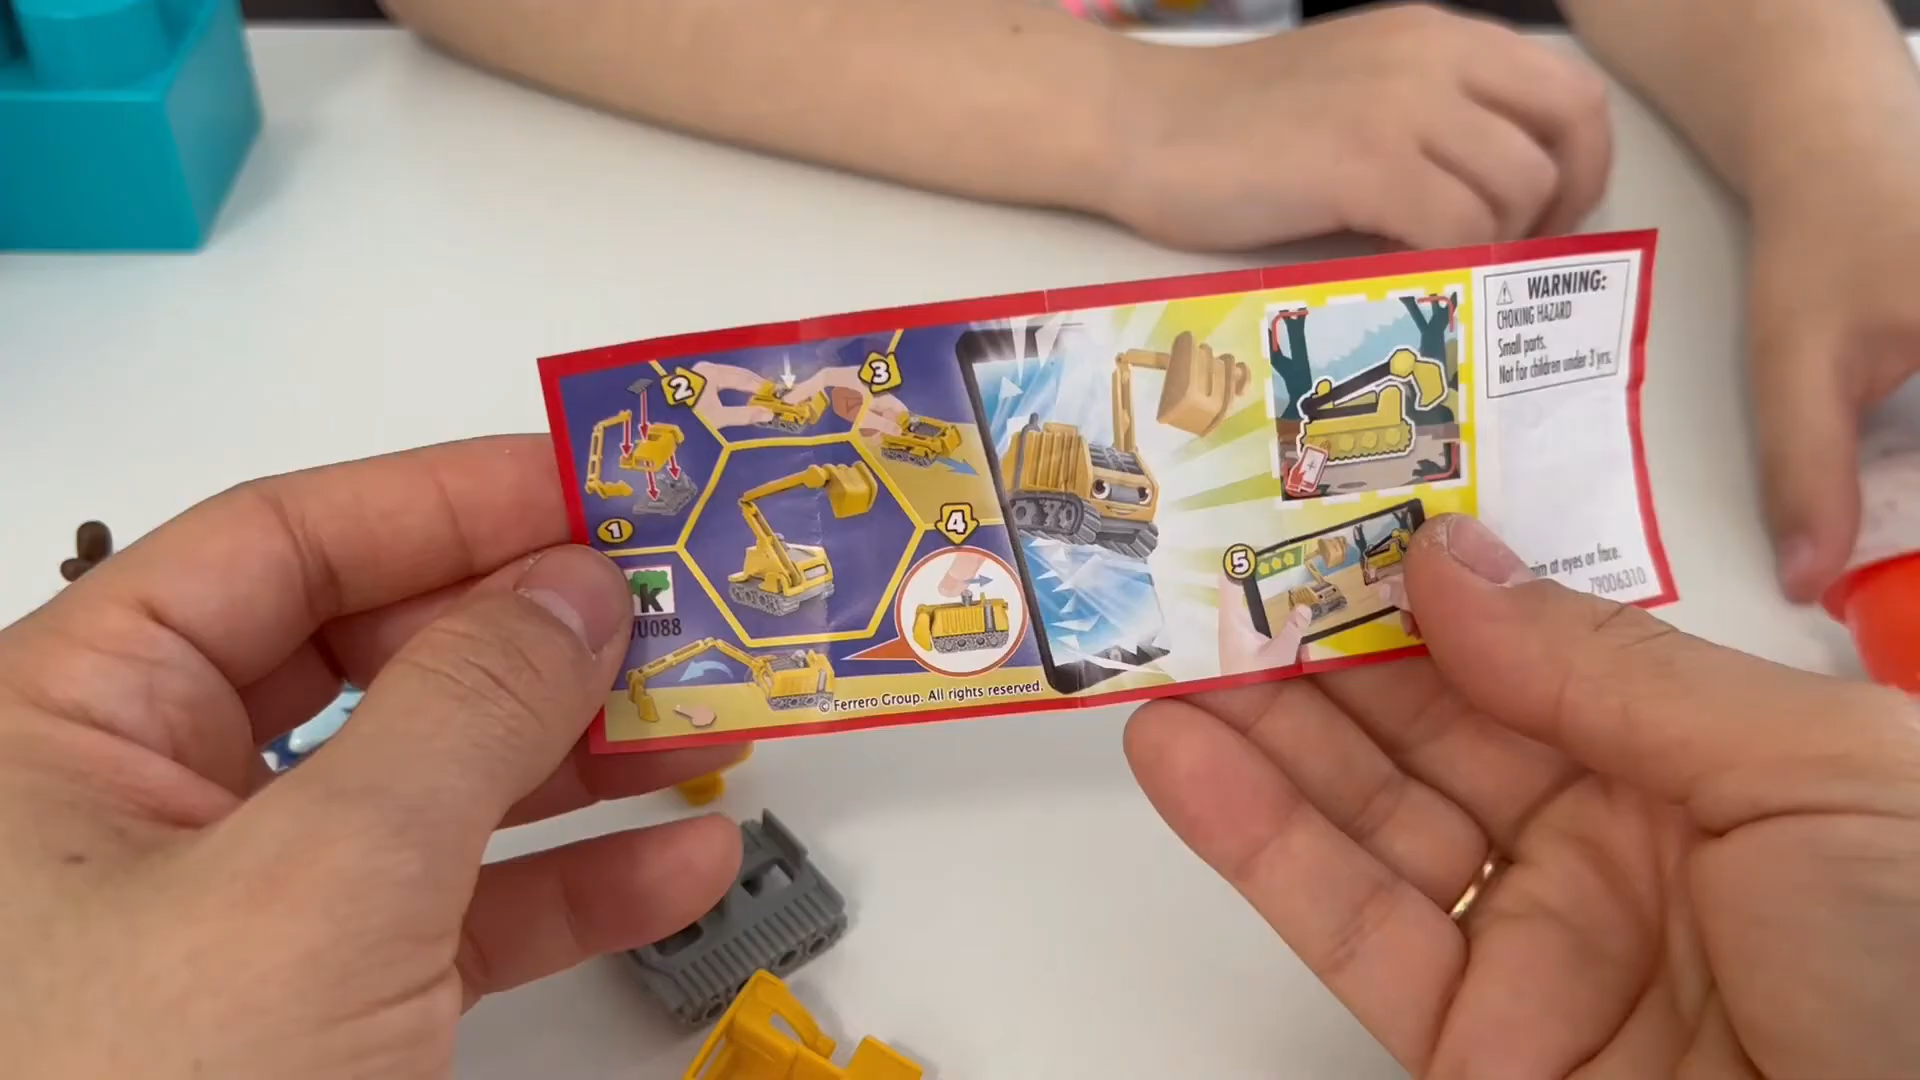 2
3
1
4
K
U088
© Ferrero Group. All rights reserved.
5
WARNING:
CHOKING HAZARD
Small parts.
Not for children under 3 yrs.
at eyes or face.
79006310